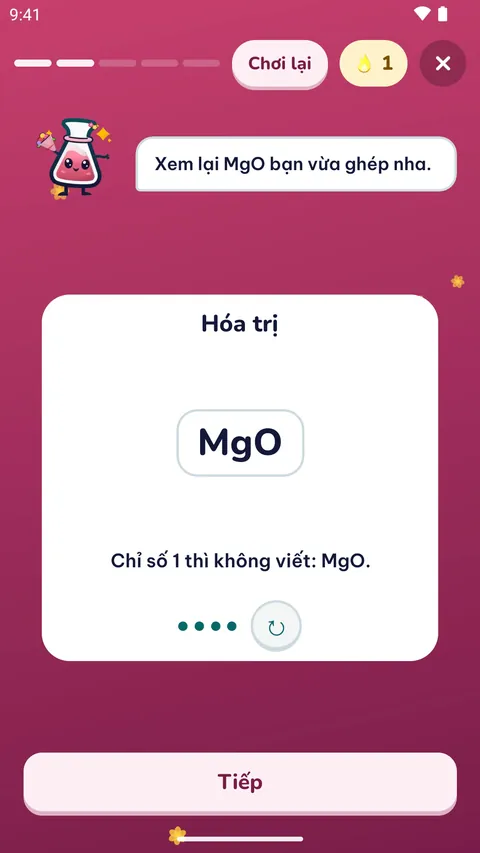 9:41
Chơi lại
1
Xem lại MgO bạn vừa ghép nha.
Hóa trị
MgO
Chỉ số 1 thì không viết: MgO.
Tiếp